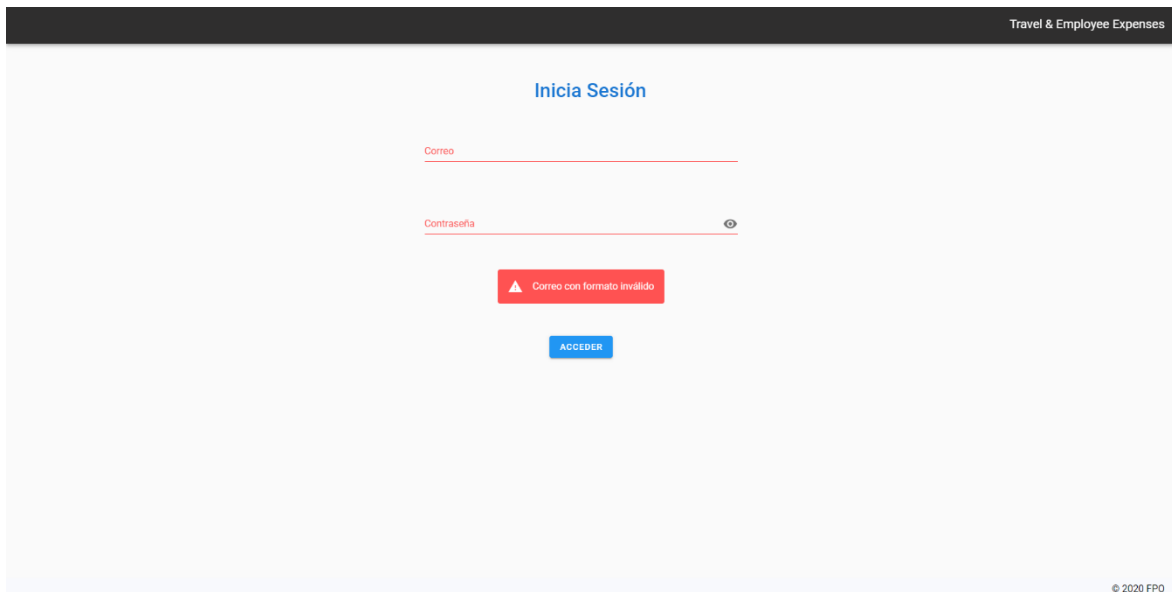 Travel & Employee Expenses
Inicia Sesión
Correo
Contraseña
Correo con formato inválido
ACCEDER
© 2020 FPO